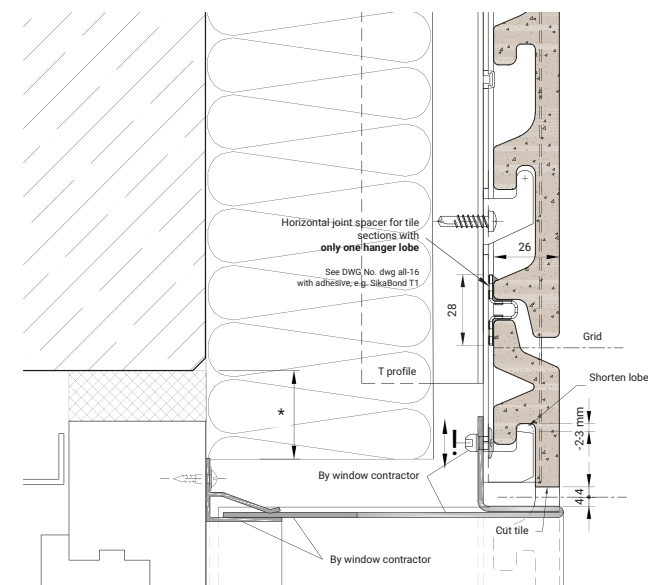 Horizontal joint spacer for tile
sections with
only one hanger lobe
See DWG No. dwg all-16
with adhesive, e.g. SikaBond T1
26
28
Grid
T profile
Shorten lobe
-2-3 mm
*
!
By window contractor
4 4
Cut tile
By window contractor